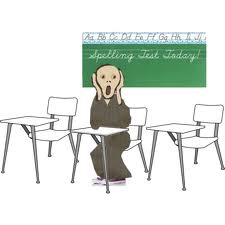 Aa Bb Cc Dd Ee Ff Gg Hh Ii Jj
Spelling Test Today!